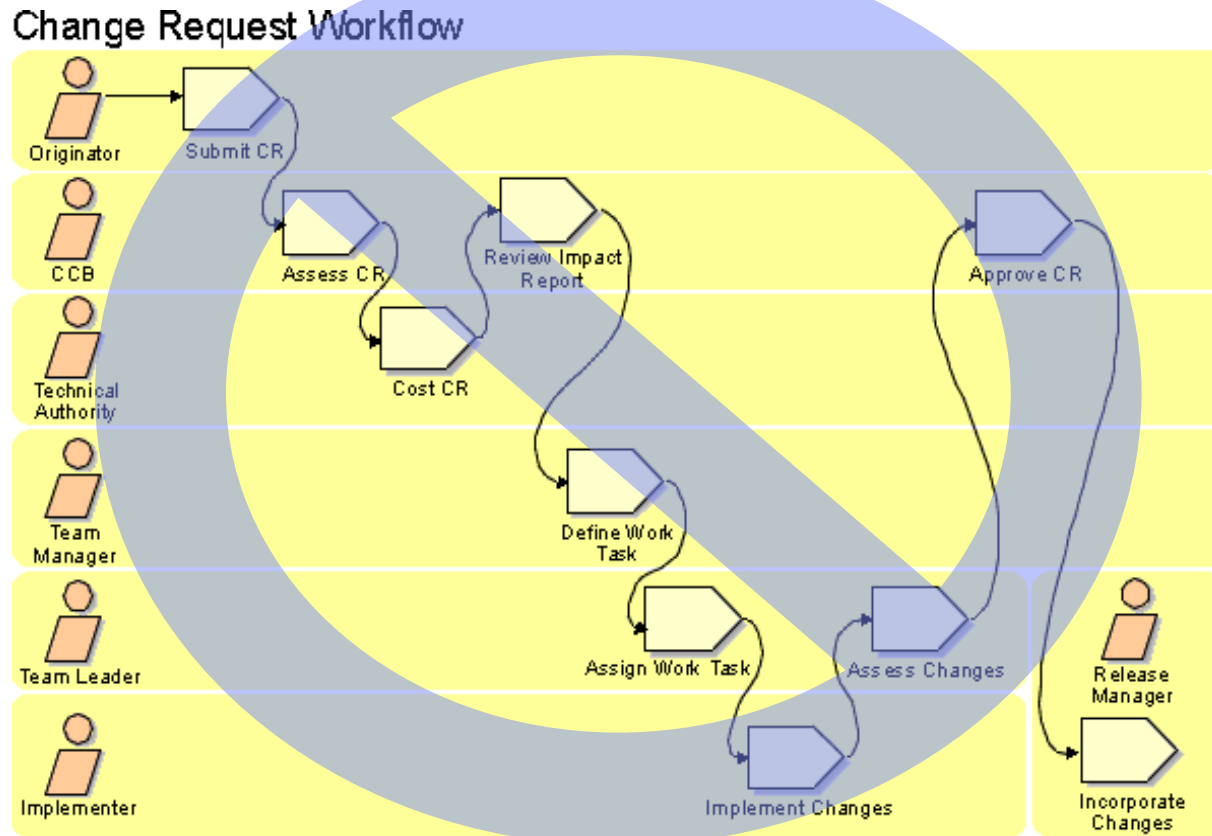 Change Request Workflow
Originator
Submit CR
CCB
Assess CR
Review Impact
Report
Approve CR
Technical
Authority
Cost CR
Team
Manager
Define Work
Task
Team Leader
Assign Work Task
Assess Changes
Release
Manager
Implementer
Implement Changes
Incorporate
Changes